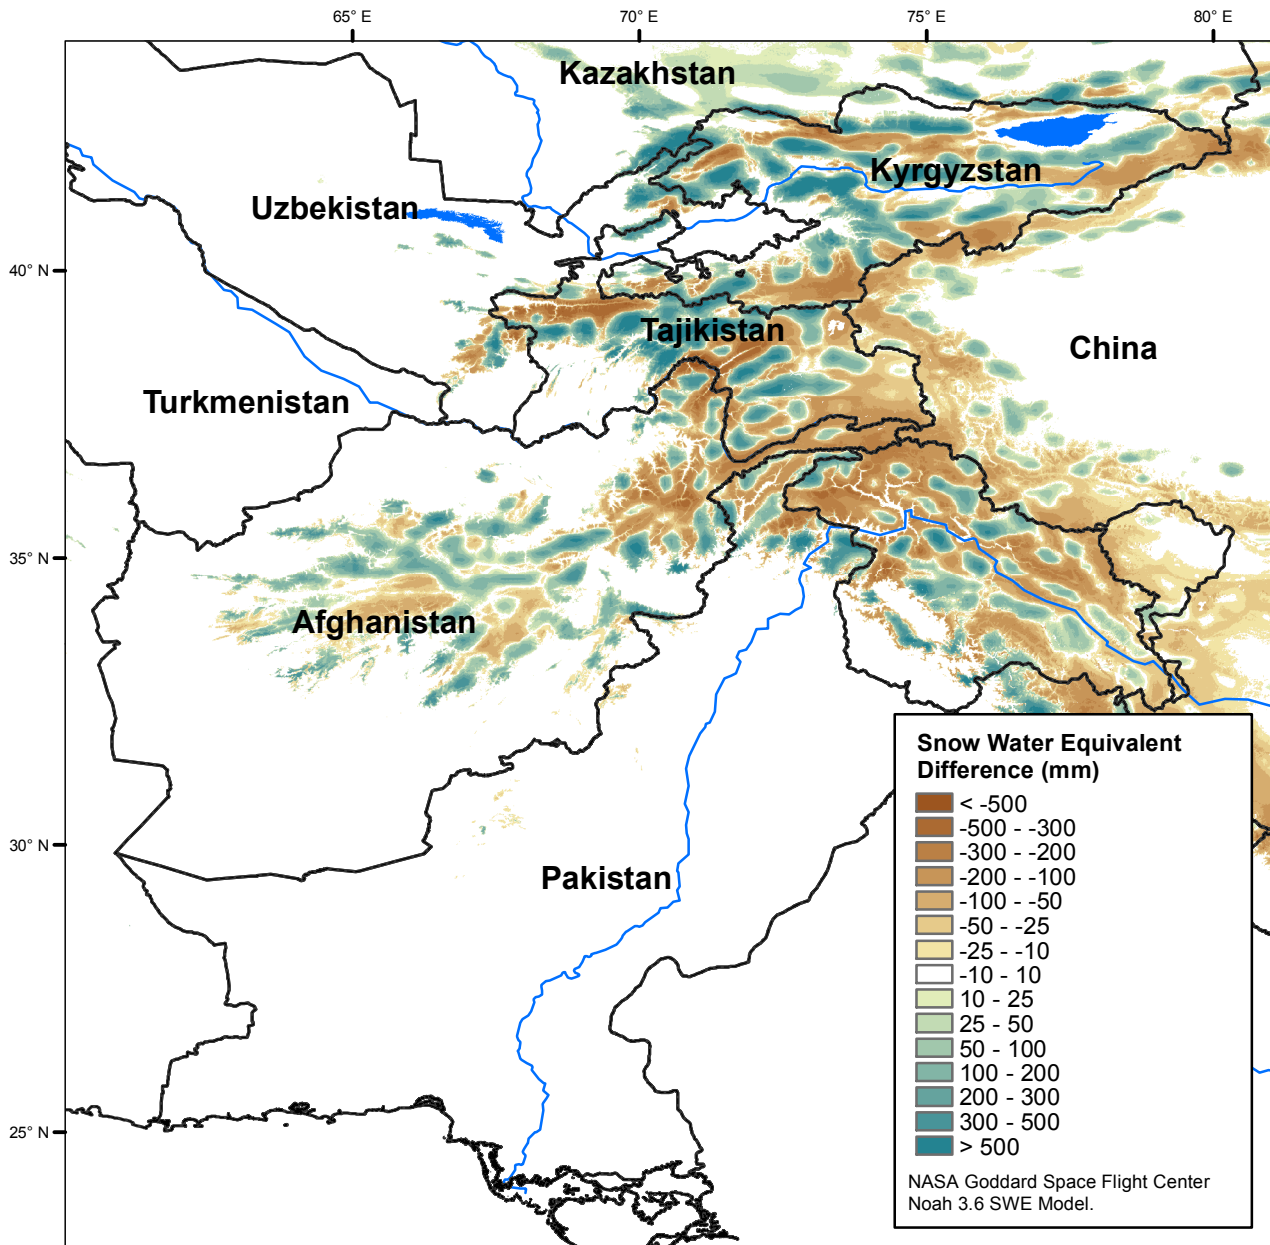 65° E
70° E
75° E
80° E
Kazakhstan
Kyrgyzstan
Uzbekistan
40° N
Tajikistan
China
Turkmenistan
35° N
Afghanistan
30° N
Pakistan
25° N
Snow Water Equivalent
Difference (mm)
< -500
-500 - -300
-300 - -200
-200 - -100
-100 - -50
-50 - -25
-25 - -10
-10 - 10
10 - 25
25 - 50
50 - 100
100 - 200
200 - 300
300 - 500
> 500
NASA Goddard Space Flight Center
Noah 3.6 SWE Model.